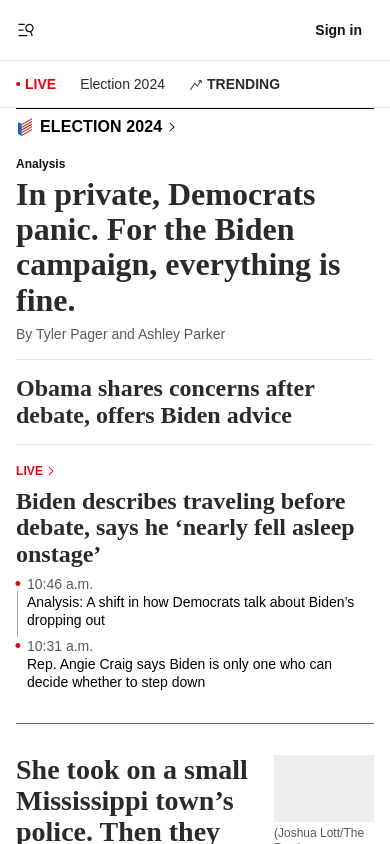 Sign in
LIVE
Election 2024
TRENDING
ELECTION 2024
Analysis
In private, Democrats
panic. For the Biden
campaign, everything is
fine.
By Tyler Pager and Ashley Parker
Obama shares concerns after
debate, offers Biden advice
LIVE
Biden describes traveling before
debate, says he ‘nearly fell asleep
onstage’
10:46 a.m.
Analysis: A shift in how Democrats talk about Biden’s
dropping out
10:31 a.m.
Rep. Angie Craig says Biden is only one who can
decide whether to step down
She took on a small
Mississippi town’s
police. Then they
(Joshua Lott/The